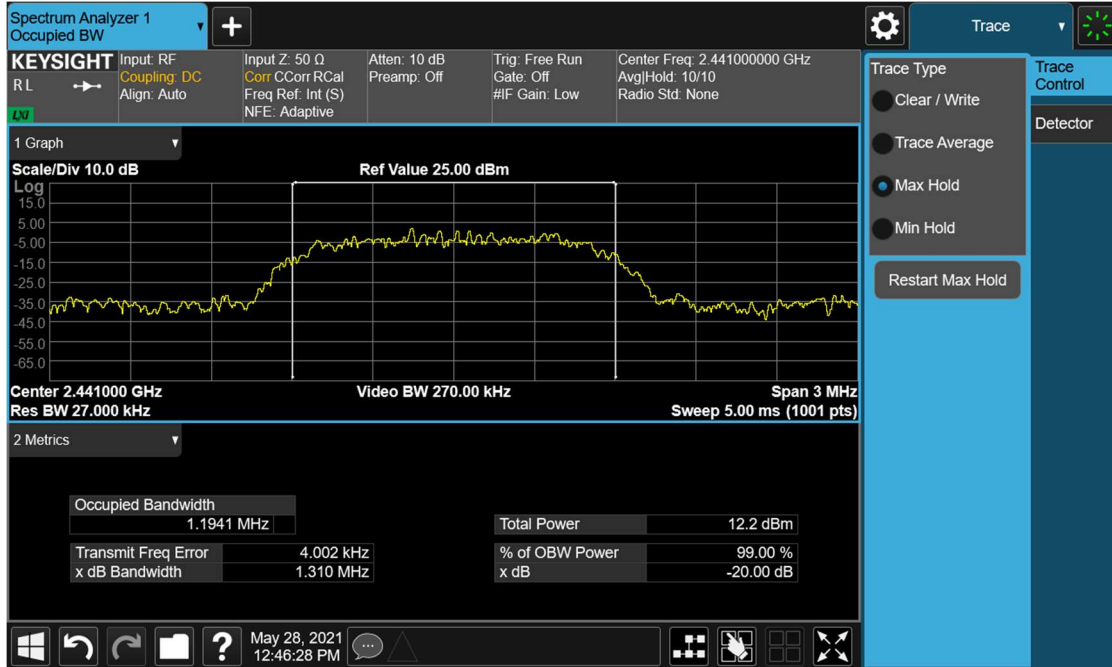 Spectrum Analyzer 1
Occupied BW
+
Trace
KEYSIGHT
R L
LXI
Input: RF
Coupling: DC
Align: Auto
Input Z: 50 Ω
Corr CCorr RCal
Freq Ref: Int (S)
NFE: Adaptive
Atten: 10 dB
Preamp: Off
Trig: Free Run
Gate: Off
#IF Gain: Low
Center Freq: 2.441000000 GHz
Avg|Hold: 10/10
Radio Std: None
Trace Type
Clear / Write
Trace Average
Max Hold
Min Hold
Restart Max Hold
Trace
Control
Detector
1 Graph
Scale/Div 10.0 dB
Ref Value 25.00 dBm
Log
15.0
5.00
-5.00
-15.0
-25.0
-35.0
-45.0
-55.0
-65.0
Center 2.441000 GHz
Video BW 270.00 kHz
Span 3 MHz
Res BW 27.000 kHz
Sweep 5.00 ms (1001 pts)
2 Metrics
Occupied Bandwidth
1.1941 MHz
Total Power 12.2 dBm
Transmit Freq Error 4.002 kHz
% of OBW Power 99.00 %
x dB Bandwidth 1.310 MHz
x dB -20.00 dB
?
May 28, 2021
12:46:28 PM